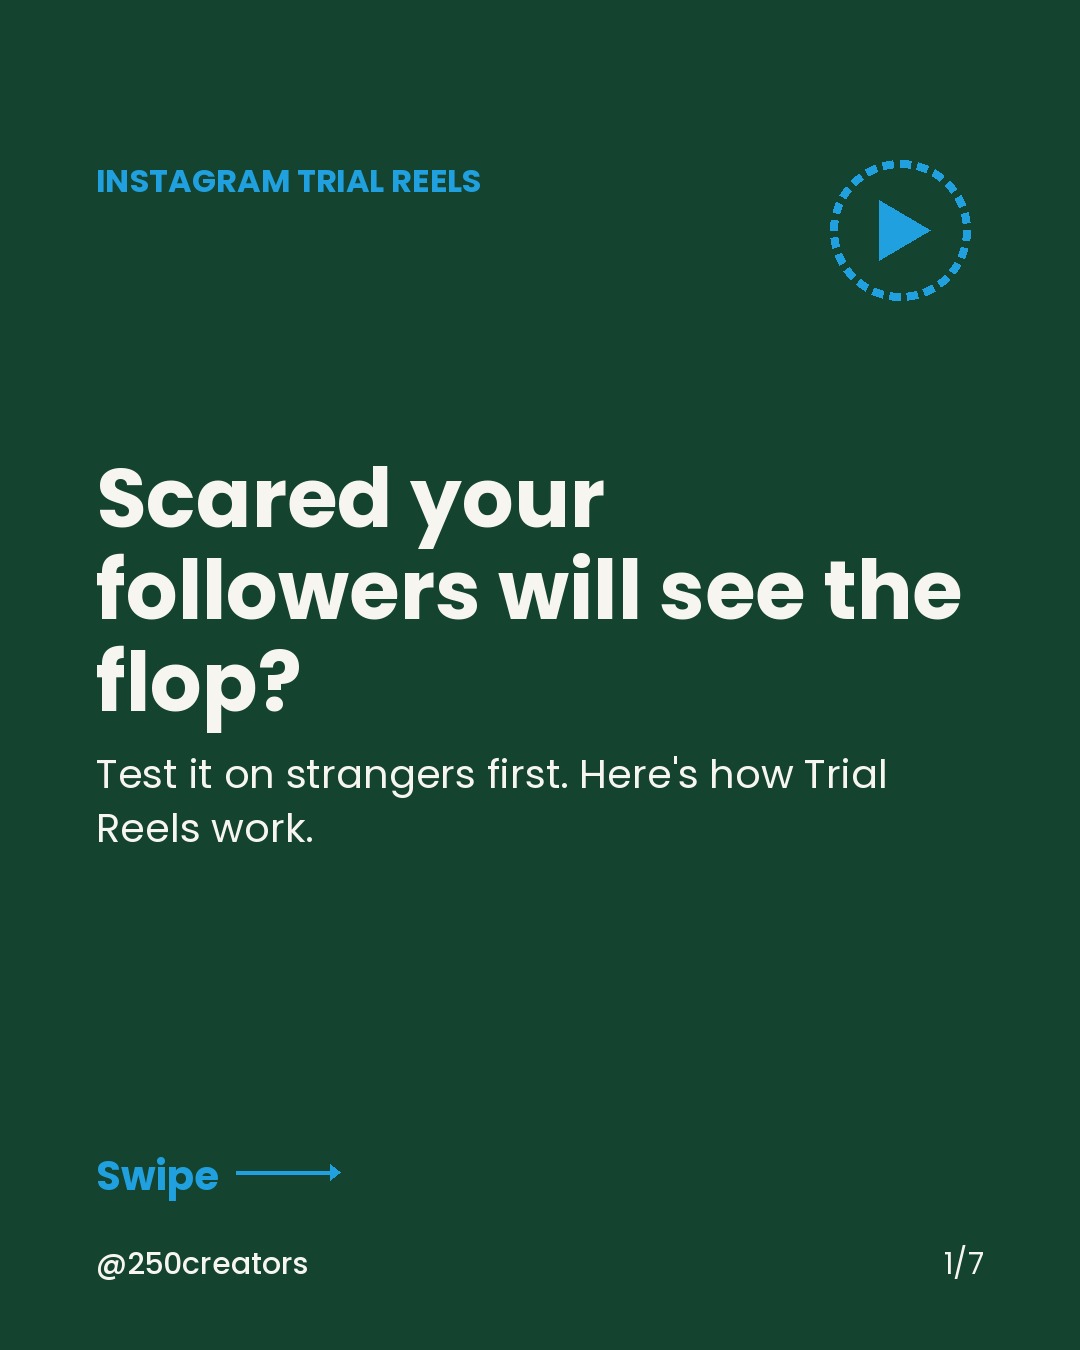 INSTAGRAM TRIAL REELS
Scared your
followers will see the
flop?
Test it on strangers first. Here's how Trial
Reels work.
Swipe
@250creators
1/7